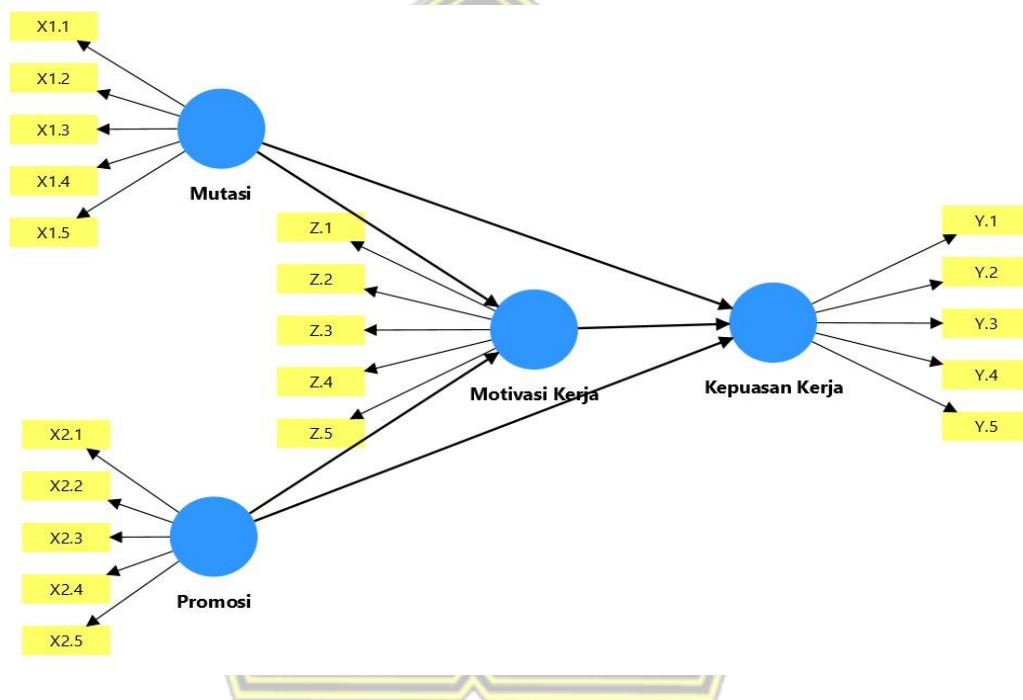 X1.1
X1.2
X1.3
X1.4
X1.5
Mutasi
Z.1
Z.2
Z.3
Z.4
Z.5
Motivasi Kerja
Y.1
Y.2
Y.3
Y.4
Y.5
Kepuasan Kerja
X2.1
X2.2
X2.3
X2.4
X2.5
Promosi